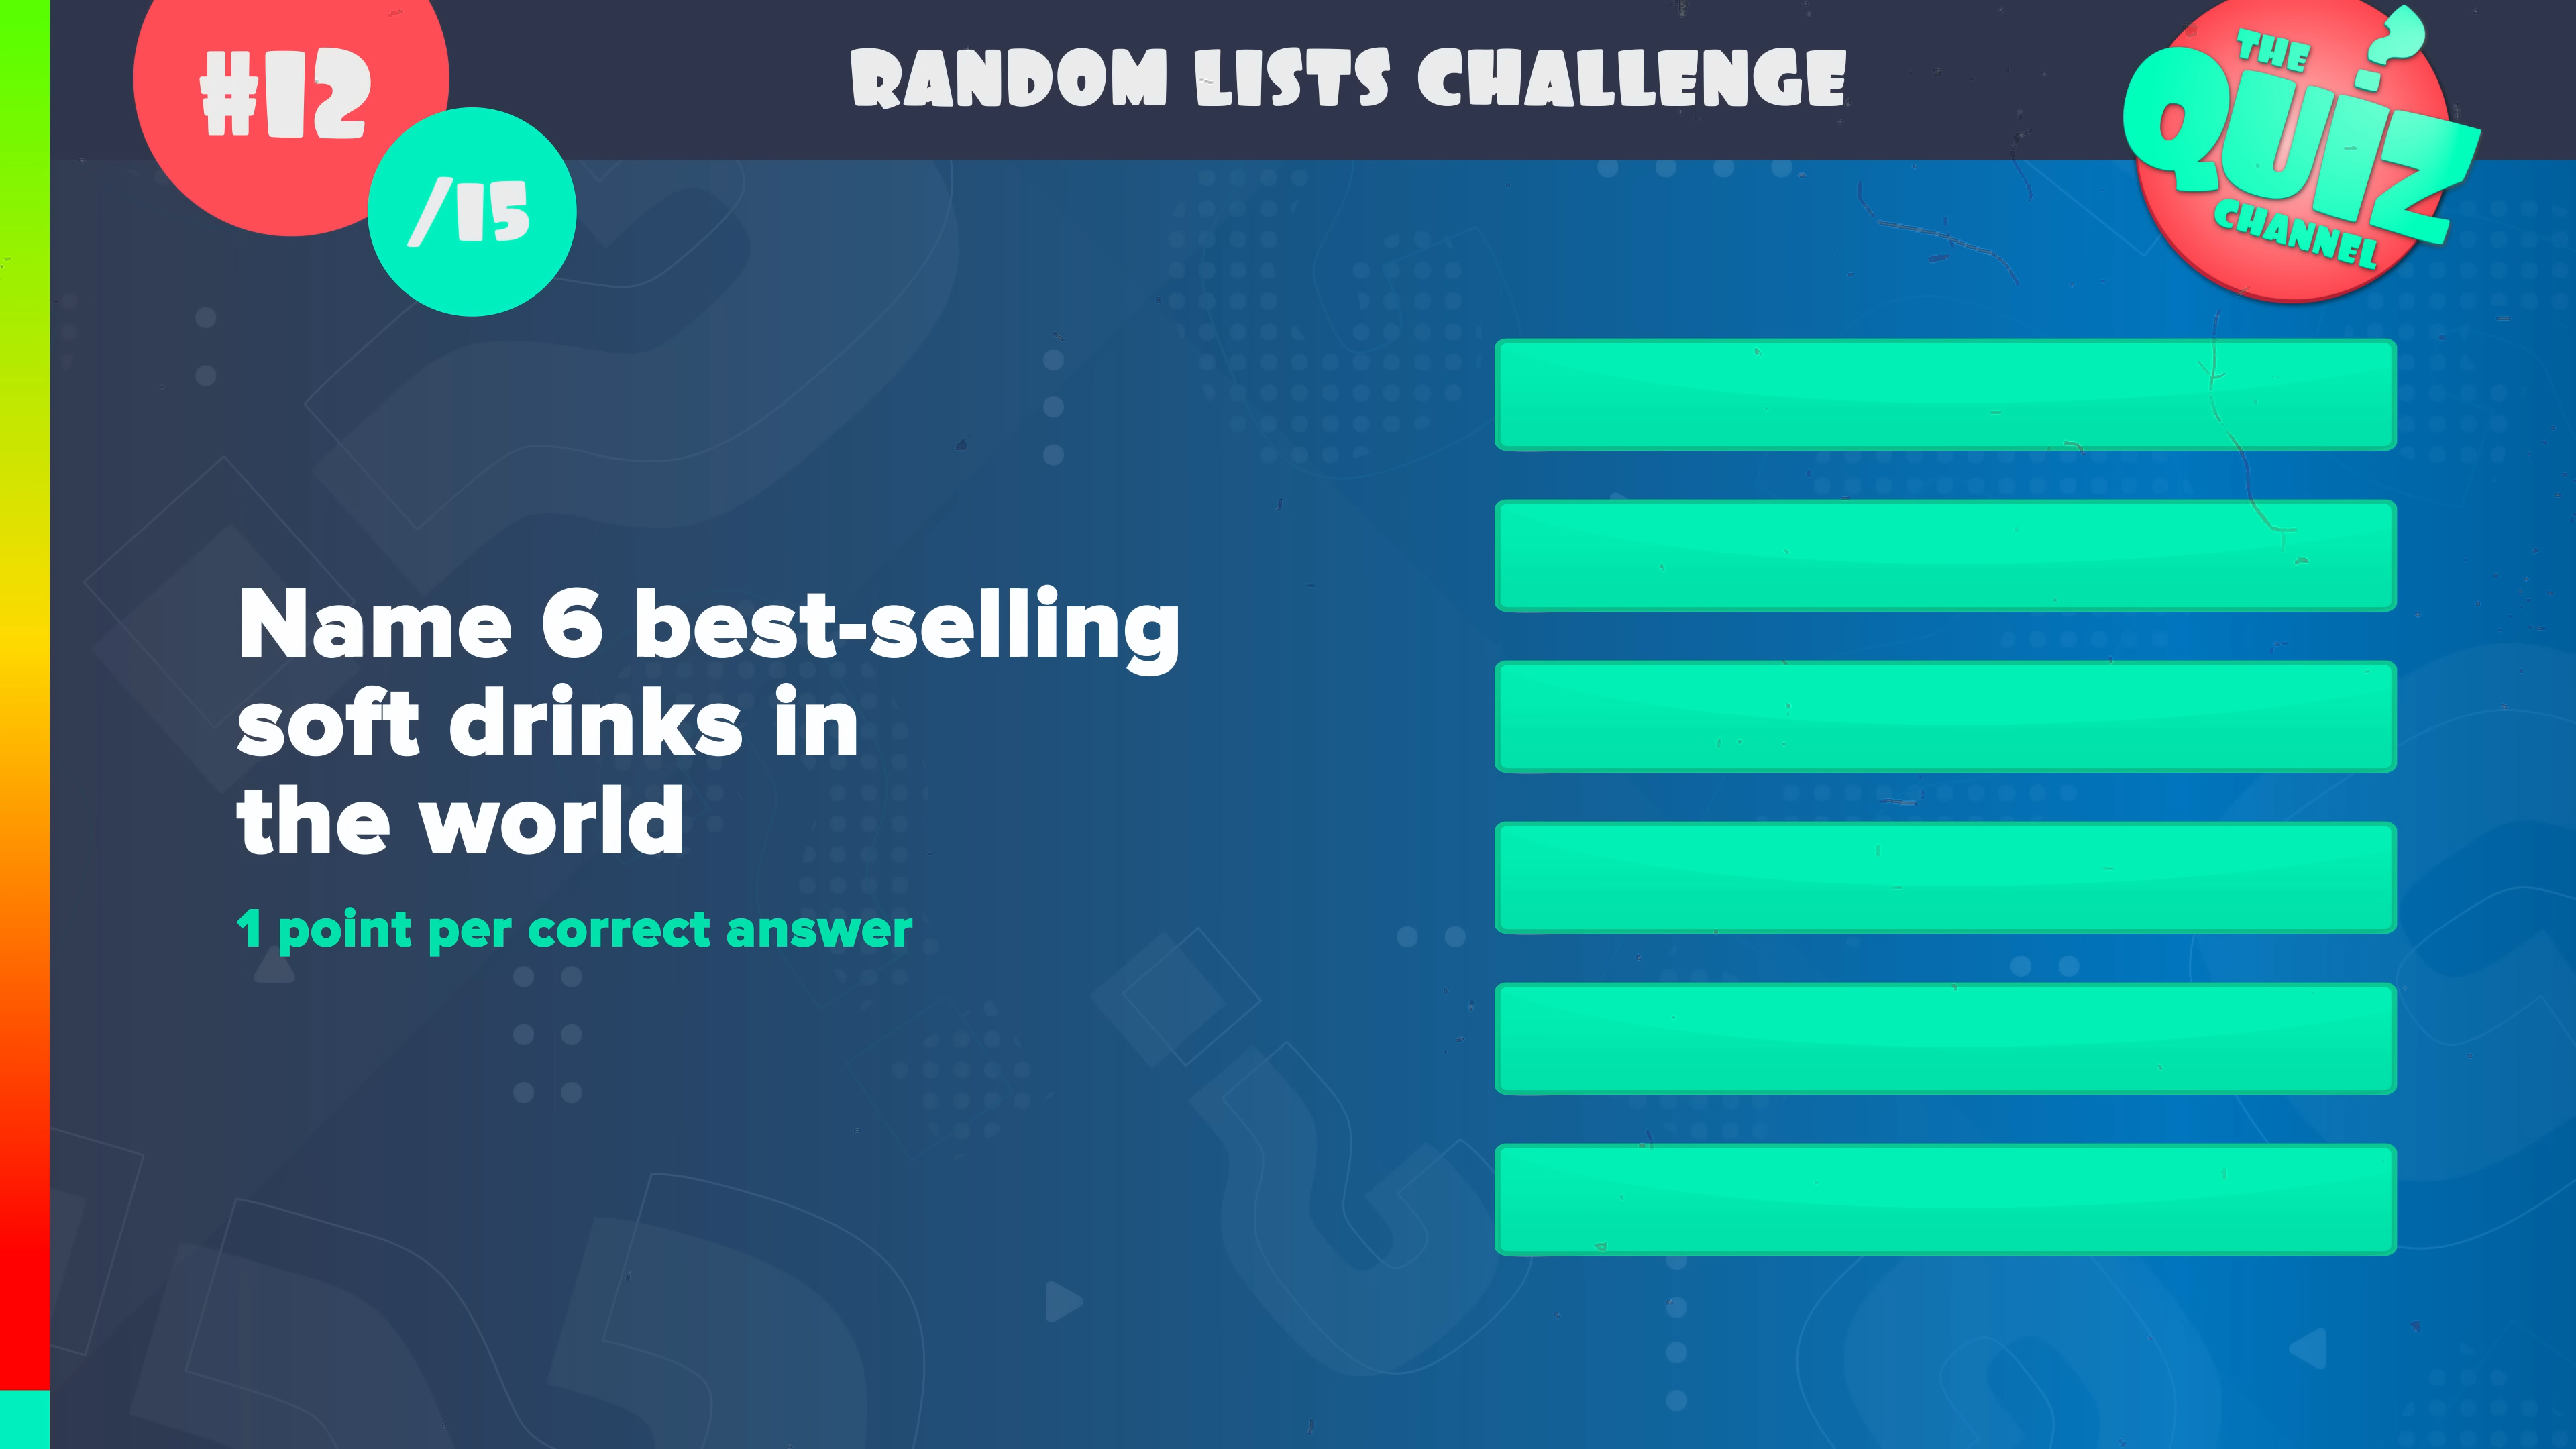 #12
/15
RANDOM LISTS CHALLENGE
THE
QUIZ
CHANNEL
Name 6 best-selling
soft drinks in
the world
1 point per correct answer